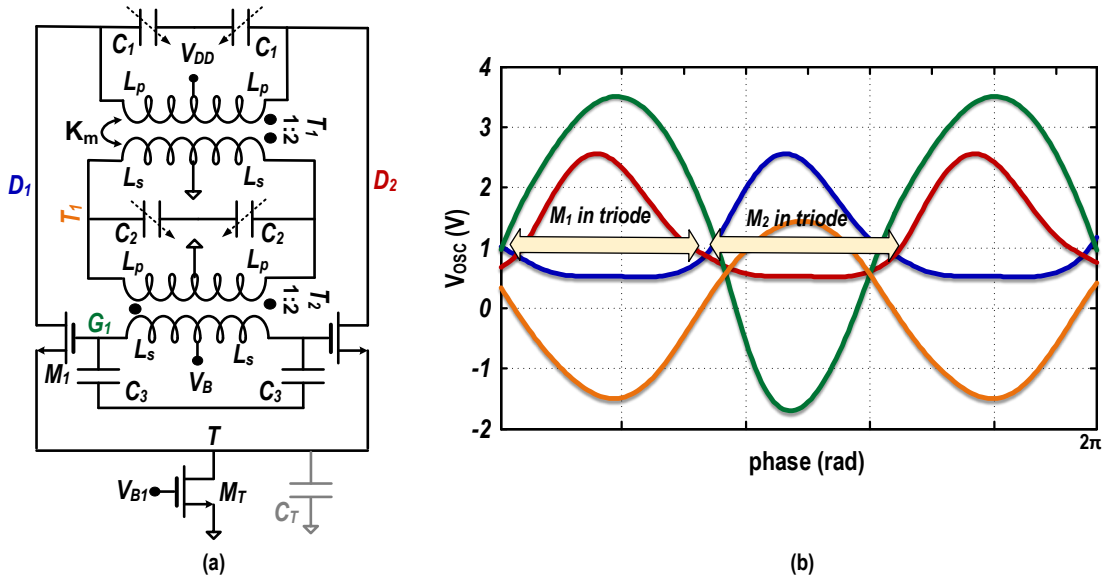 C1 C1
VDD
Lp Lp
Km
T1
1:2
Ls Ls
D1
D2
T1
C2 C2
Lp Lp
T2
1:2
G1
Ls Ls
M1
VB
C3 C3
T
VB1
MT
CT
(a)
VOSC (V)
4
3
2
1
0
-1
-2
M1 in triode
M2 in triode
2π
phase (rad)
(b)